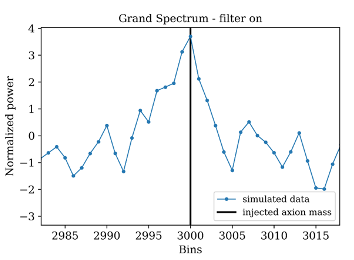 Grand Spectrum - filter on
Normalized power
4
3
2
1
0
−1
−2
−3
2985 2990 2995 3000 3005 3010 3015
Bins
simulated data
injected axion mass